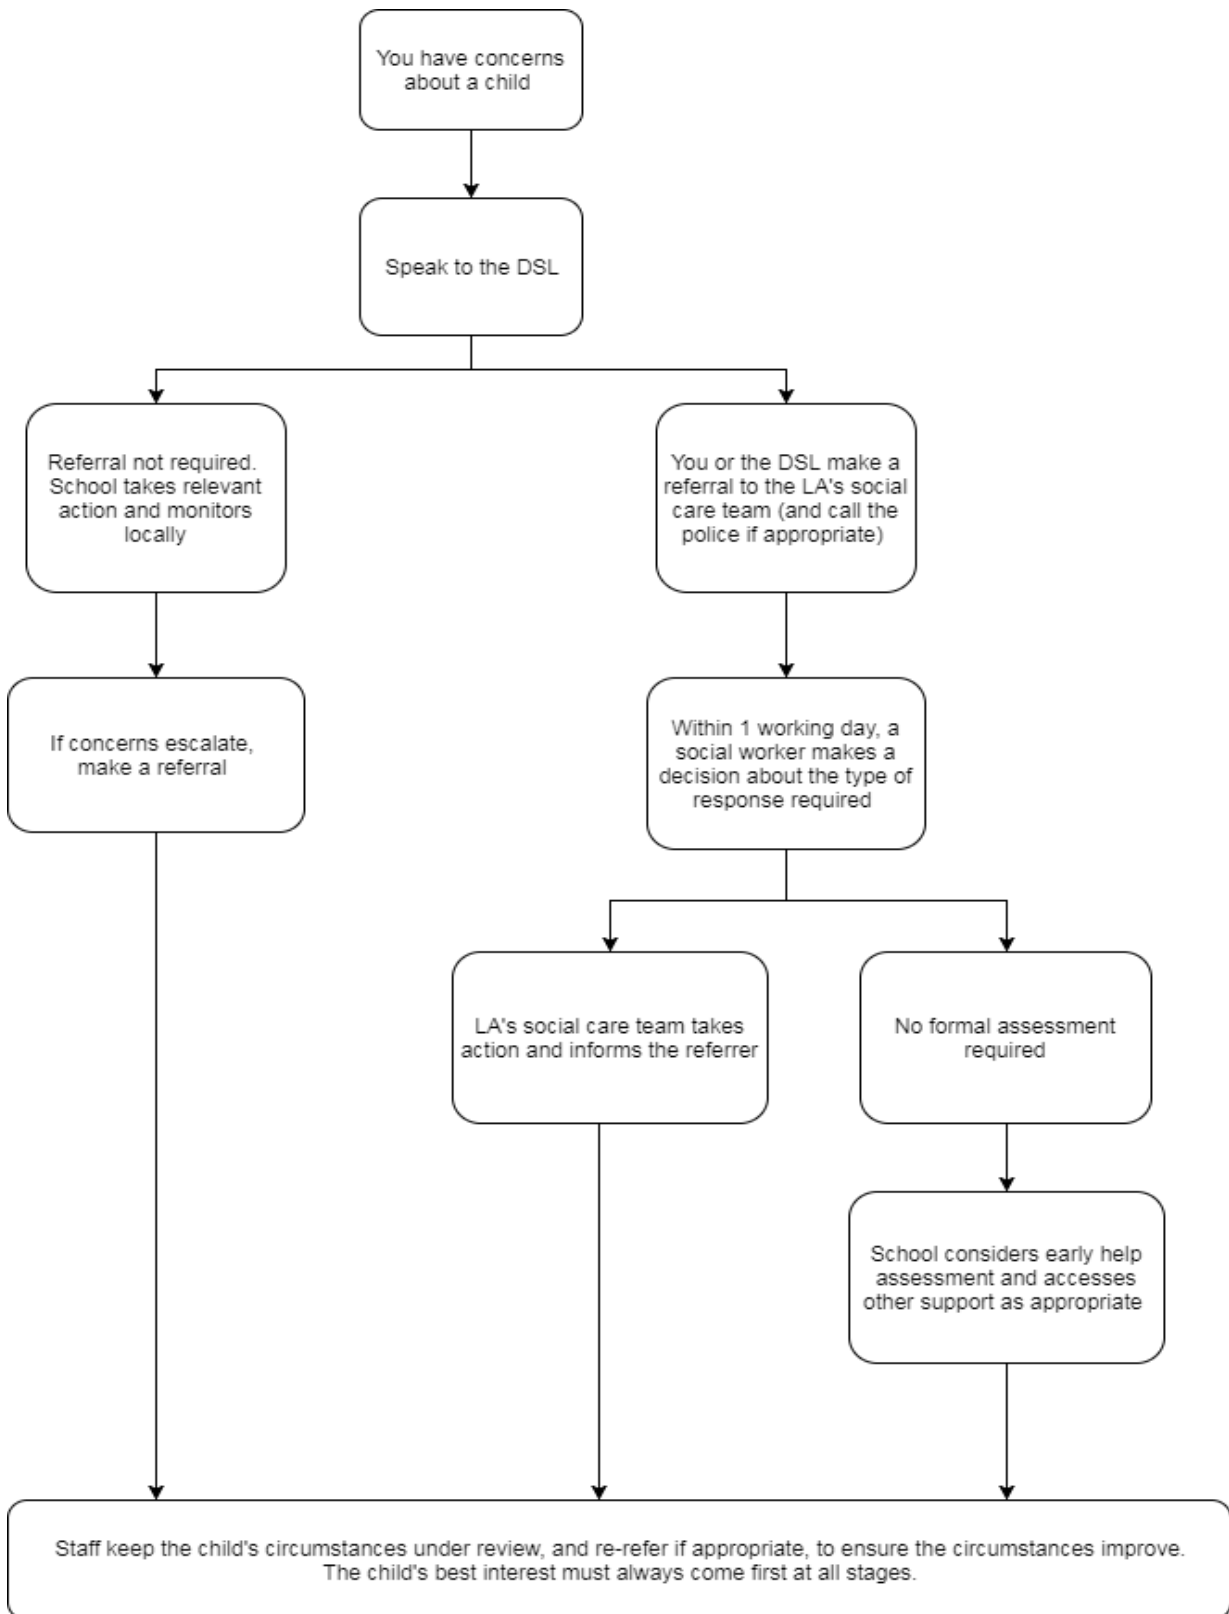 You have concerns
about a child
Speak to the DSL
Referral not required.
School takes relevant
action and monitors
locally
You or the DSL make a
referral to the LA's social
care team (and call the
police if appropriate)
If concerns escalate,
make a referral
Within 1 working day, a
social worker makes a
decision about the type of
response required
LA's social care team takes
action and informs the referrer
No formal assessment
required
School considers early help
assessment and accesses
other support as appropriate
Staff keep the child's circumstances under review, and re-refer if appropriate, to ensure the circumstances improve.
The child's best interest must always come first at all stages.